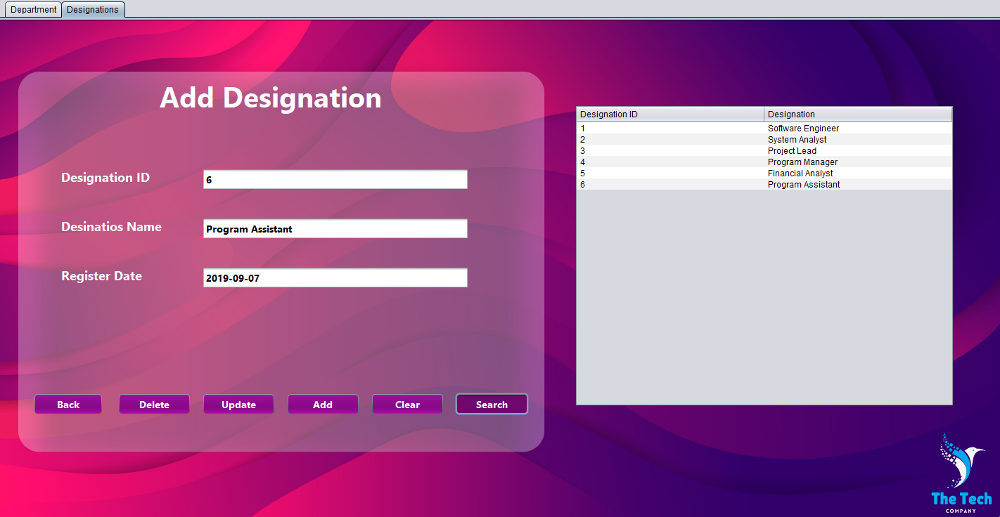 Department Designations
Add Designation
Designation ID 6
Desinatios Name Program Assistant
Register Date 2019-09-07
Back Delete Update Add Clear Search
Designation ID Designation
1 Software Engineer
2 System Analyst
3 Project Lead
4 Program Manager
5 Financial Analyst
6 Program Assistant
The Tech
COMPANY